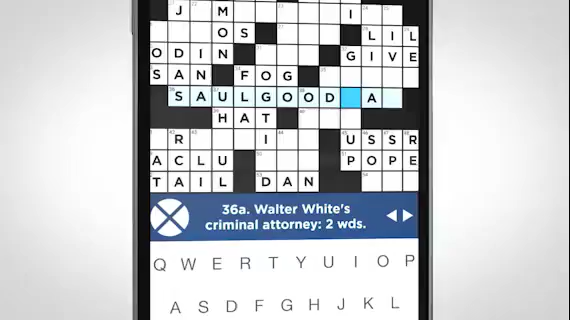 J M I
O S O L I L
O D I N N G I V E
S A N F O G
S A U L G O O D A
H A T
R I U S S R
A C L U P O P E
T A I L D A N
36a. Walter White's
criminal attorney: 2 wds.
Q W E R T Y U I O P
A S D F G H J K L